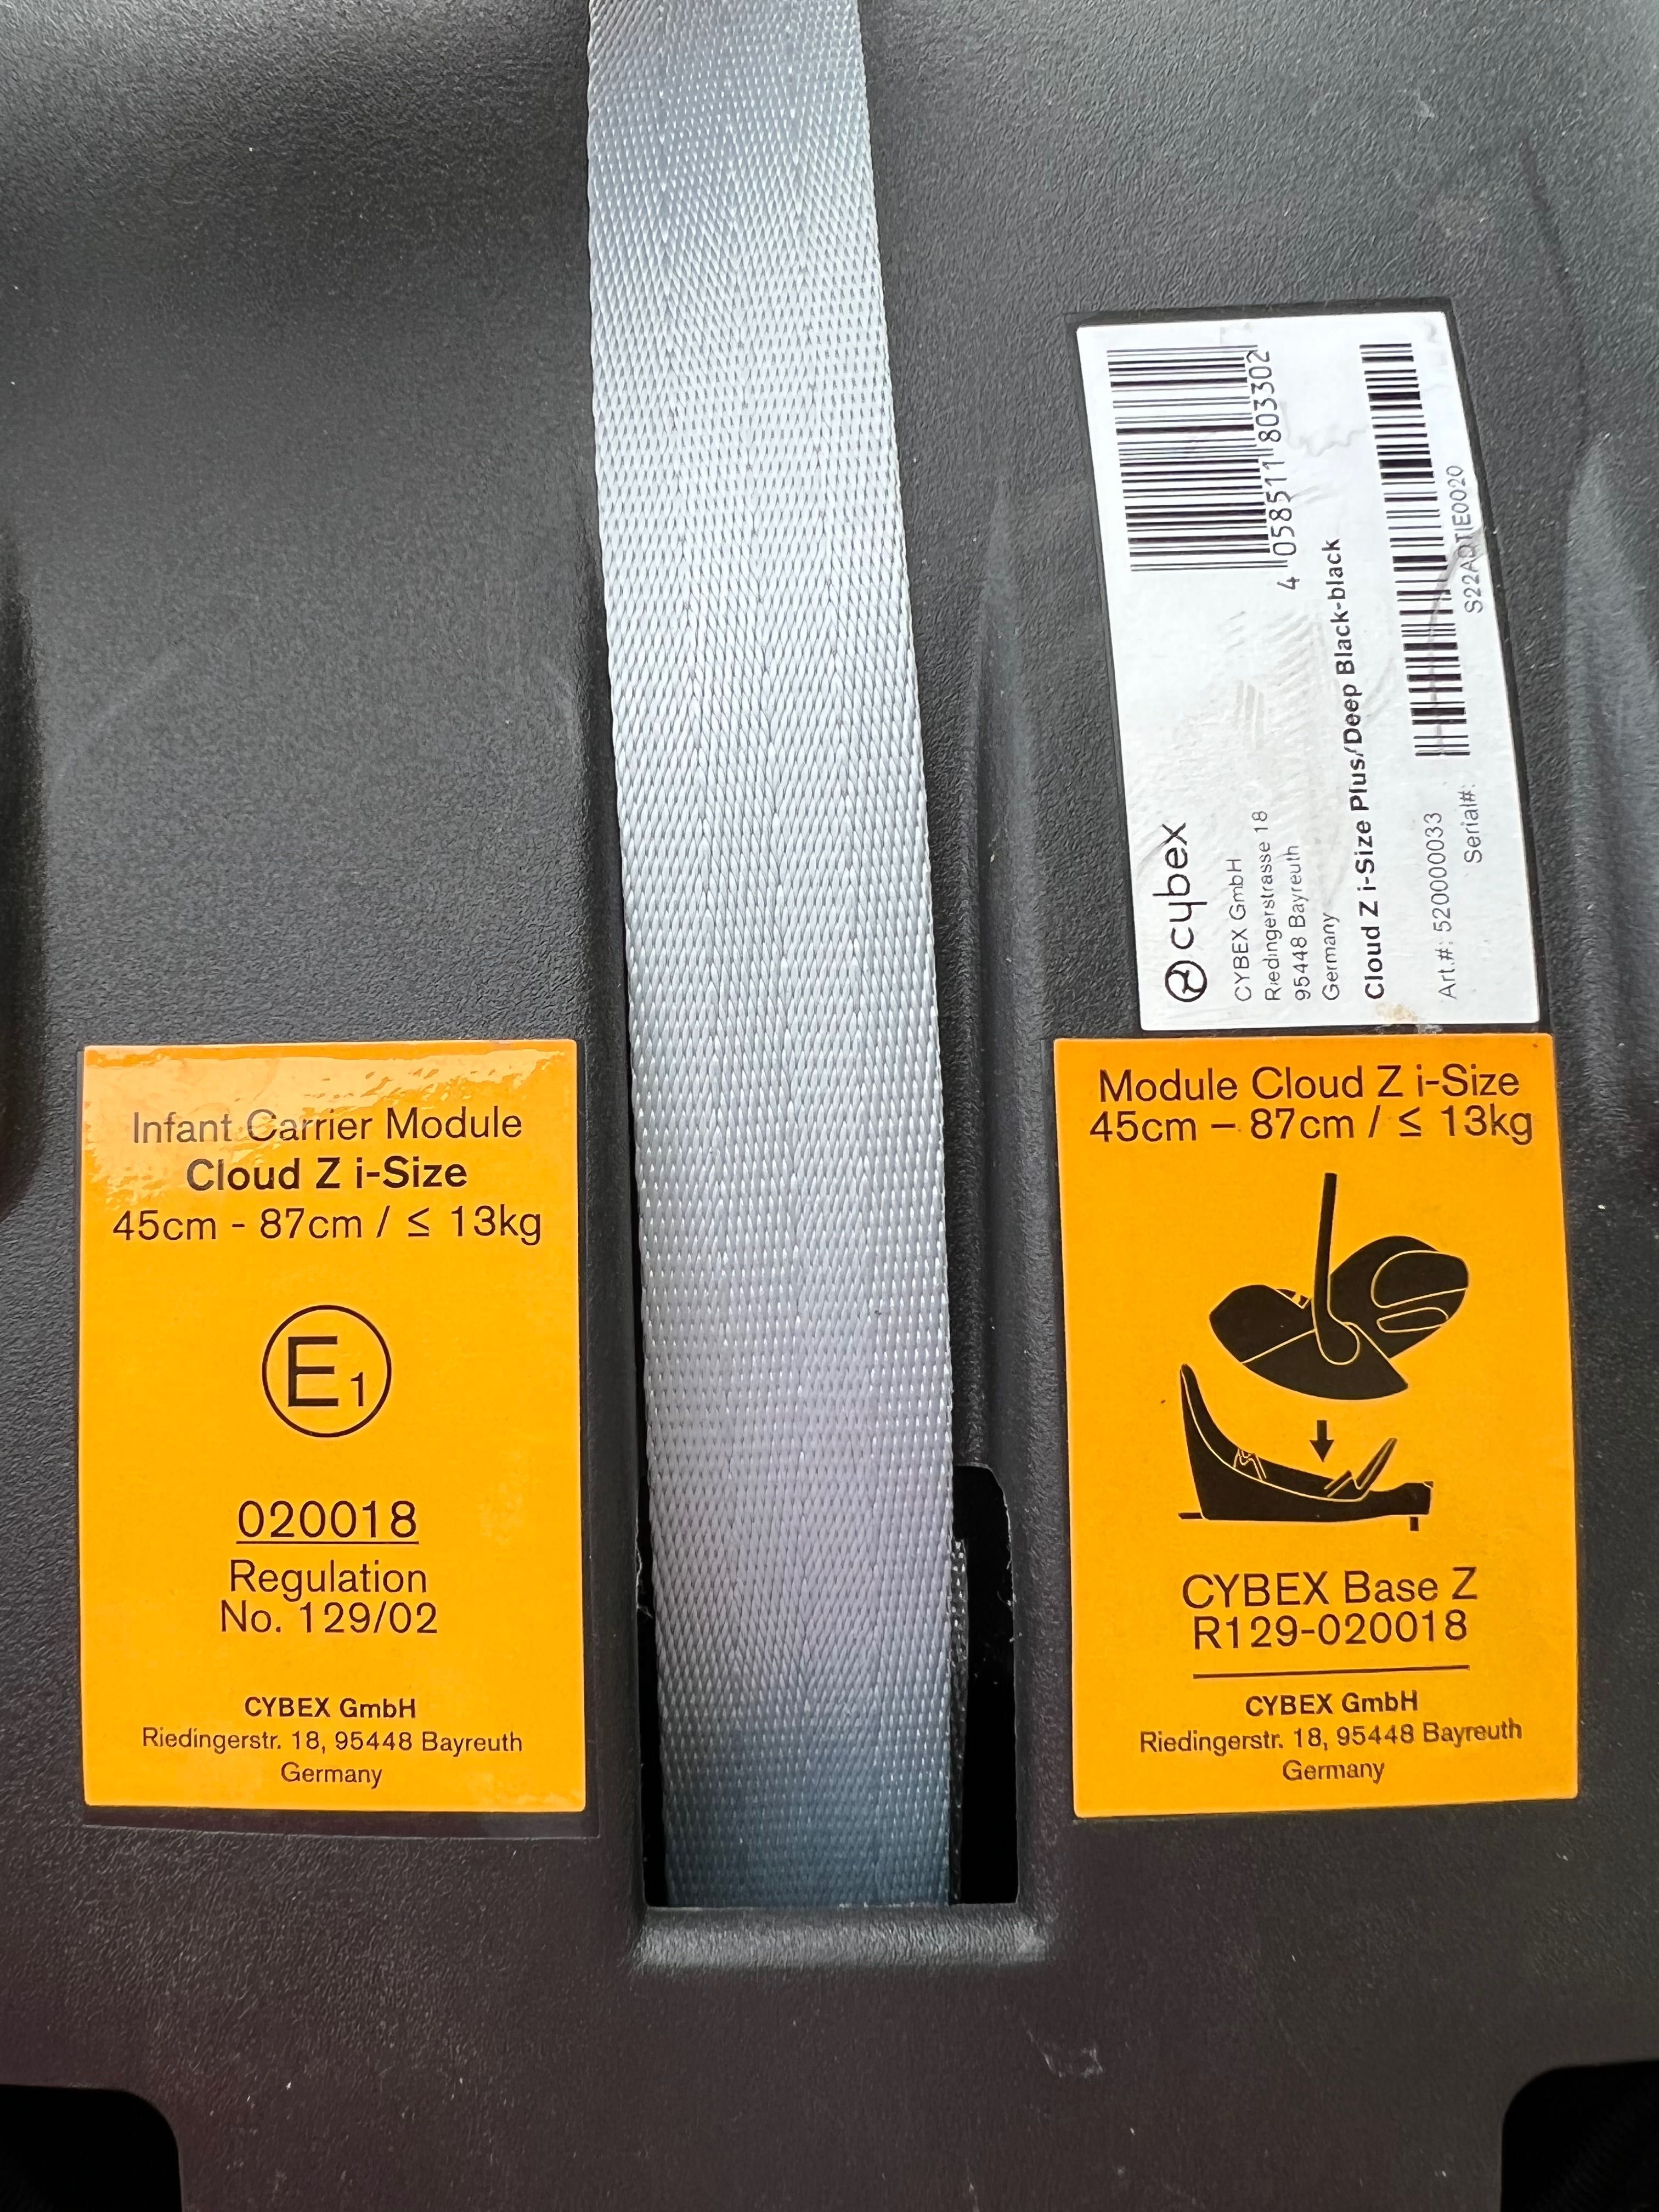 Infant Carrier Module
Cloud Z i-Size
45cm - 87cm / ≤ 13kg
E1
020018
Regulation
No. 129/02
CYBEX GmbH
Riedingerstr. 18, 95448 Bayreuth
Germany
4 058511 803302
cybex
CYBEX GmbH
Riedingerstrasse 18
95448 Bayreuth
Germany
Cloud Z i-Size Plus/Deep Black-black
Art.#: 520000033
Serial#:
Module Cloud Z i-Size
45cm – 87cm / ≤ 13kg
CYBEX Base Z
R129-020018
CYBEX GmbH
Riedingerstr. 18, 95448 Bayreuth
Germany